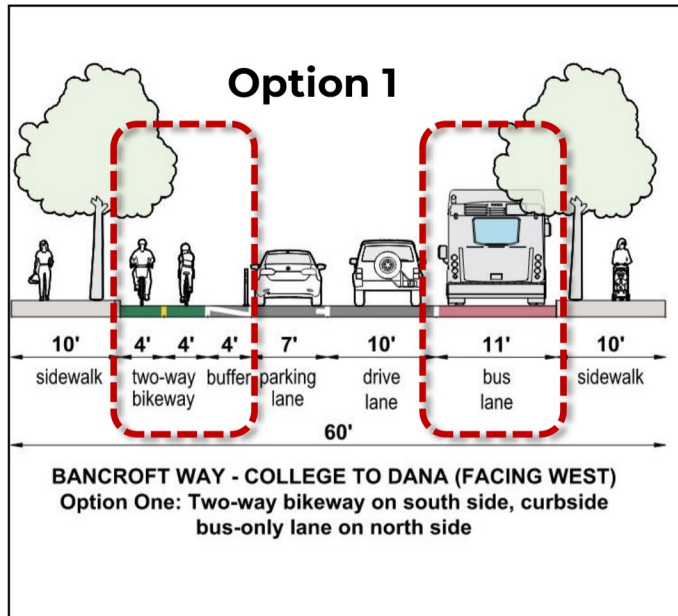 Option 1
10' 4' 4' 4' 7' 10' 11' 10'
sidewalk two-way buffer parking drive bus sidewalk
bikeway lane lane lane
60'
BANCROFT WAY - COLLEGE TO DANA (FACING WEST)
Option One: Two-way bikeway on south side, curbside
bus-only lane on north side